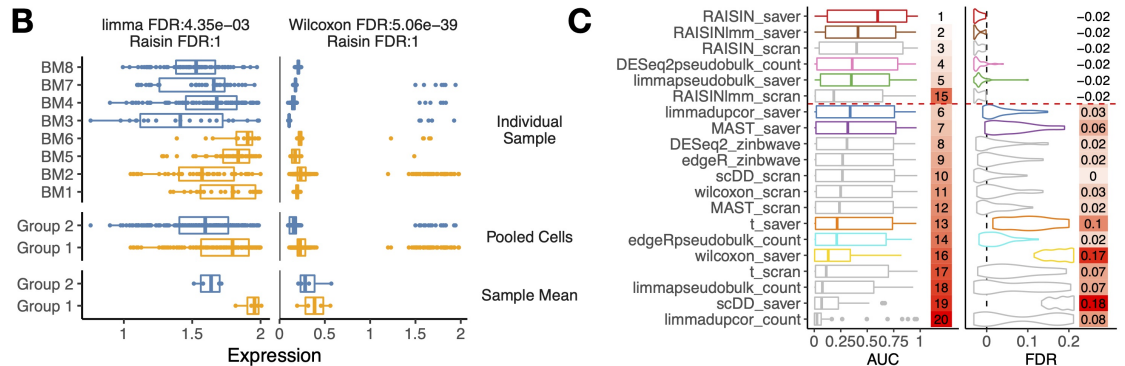 B
limma FDR:4.35e−03
Raisin FDR:1
Wilcoxon FDR:5.06e−39
Raisin FDR:1
BM8
BM7
BM4
BM3
BM6
BM5
BM2
BM1
Individual
Sample
Group 2
Group 1
Pooled Cells
Group 2
Group 1
Sample Mean
1 1.5 2 0 0.5 1 1.5 2
Expression
C
RAISIN_saver 1 −0.02
RAISINlmm_saver 2 −0.02
RAISIN_scran 3 −0.02
DESeq2pseudobulk_count 4 −0.02
limmapseudobulk_saver 5 −0.02
RAISINlmm_scran 15 −0.02
limmadupcor_saver 6 0.03
MAST_saver 7 0.06
DESeq2_zinbwave 8 0.02
edgeR_zinbwave 9 0.02
scDD_scran 10 0
wilcoxon_scran 11 0.03
MAST_scran 12 0.02
t_saver 13 0.1
edgeRpseudobulk_count 14 0.02
wilcoxon_saver 16 0.17
t_scran 17 0.07
limmapseudobulk_count 18 0.07
scDD_saver 19 0.18
limmadupcor_count 20 0.08
0 0.25 0.50 0.75 1 0 0.1 0.2
AUC FDR